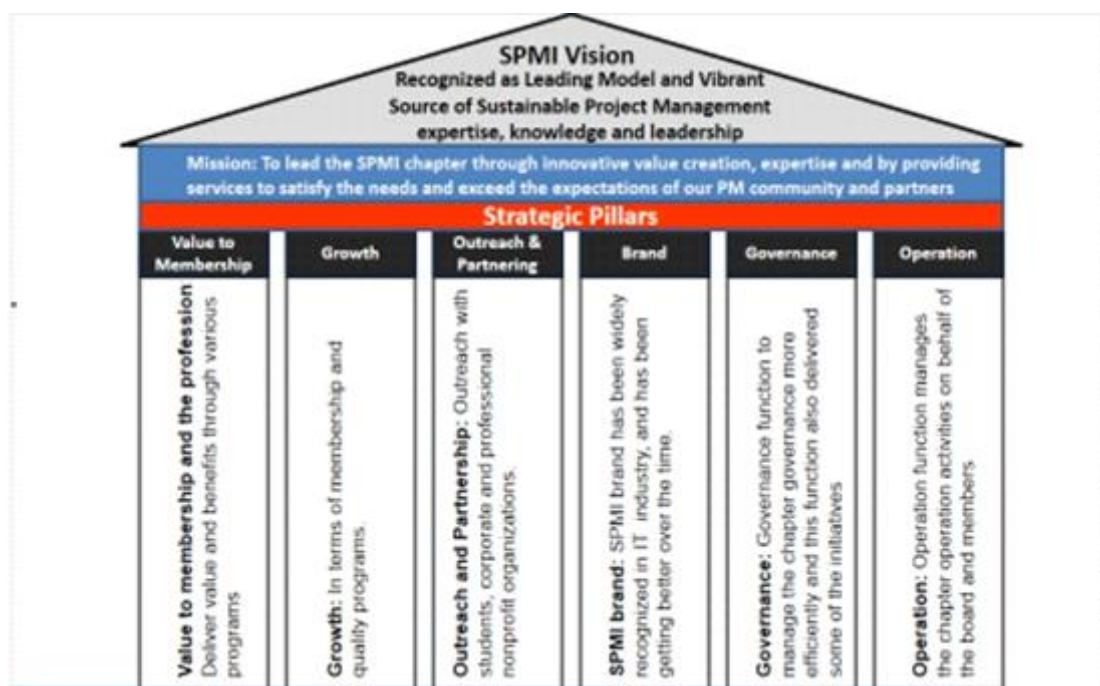 SPMI Vision
Recognized as Leading Model and Vibrant
Source of Sustainable Project Management
expertise, knowledge and leadership
Mission: To lead the SPMI chapter through innovative value creation, expertise and by providing
services to satisfy the needs and exceed the expectations of our PM community and partners
Strategic Pillars
Value to
Membership
Growth
Outreach &
Partnering
Brand
Governance
Operation
Value to membership and the profession
Deliver value and benefits through various
programs
Growth: In terms of membership and
quality programs.
Outreach and Partnership: Outreach with
students, corporate and professional
nonprofit organizations.
SPMI brand: SPMI brand has been widely
recognized in IT industry, and has been
getting better over the time.
Governance: Governance function to
manage the chapter governance more
efficiently and this function also delivered
some of the initiatives
Operation: Operation function manages
the chapter operation activities on behalf of
the board and members